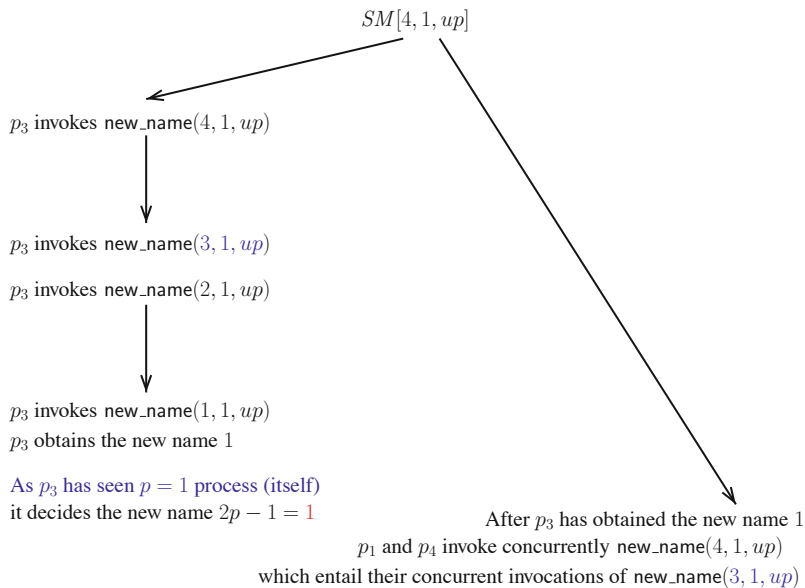 SM[4, 1, up]
p₃ invokes new_name(4, 1, up)
p₃ invokes new_name(3, 1, up)
p₃ invokes new_name(2, 1, up)
p₃ invokes new_name(1, 1, up)
p₃ obtains the new name 1
As p₃ has seen p = 1 process (itself)
it decides the new name 2p − 1 = 1
After p₃ has obtained the new name 1
p₁ and p₄ invoke concurrently new_name(4, 1, up)
which entail their concurrent invocations of new_name(3, 1, up)